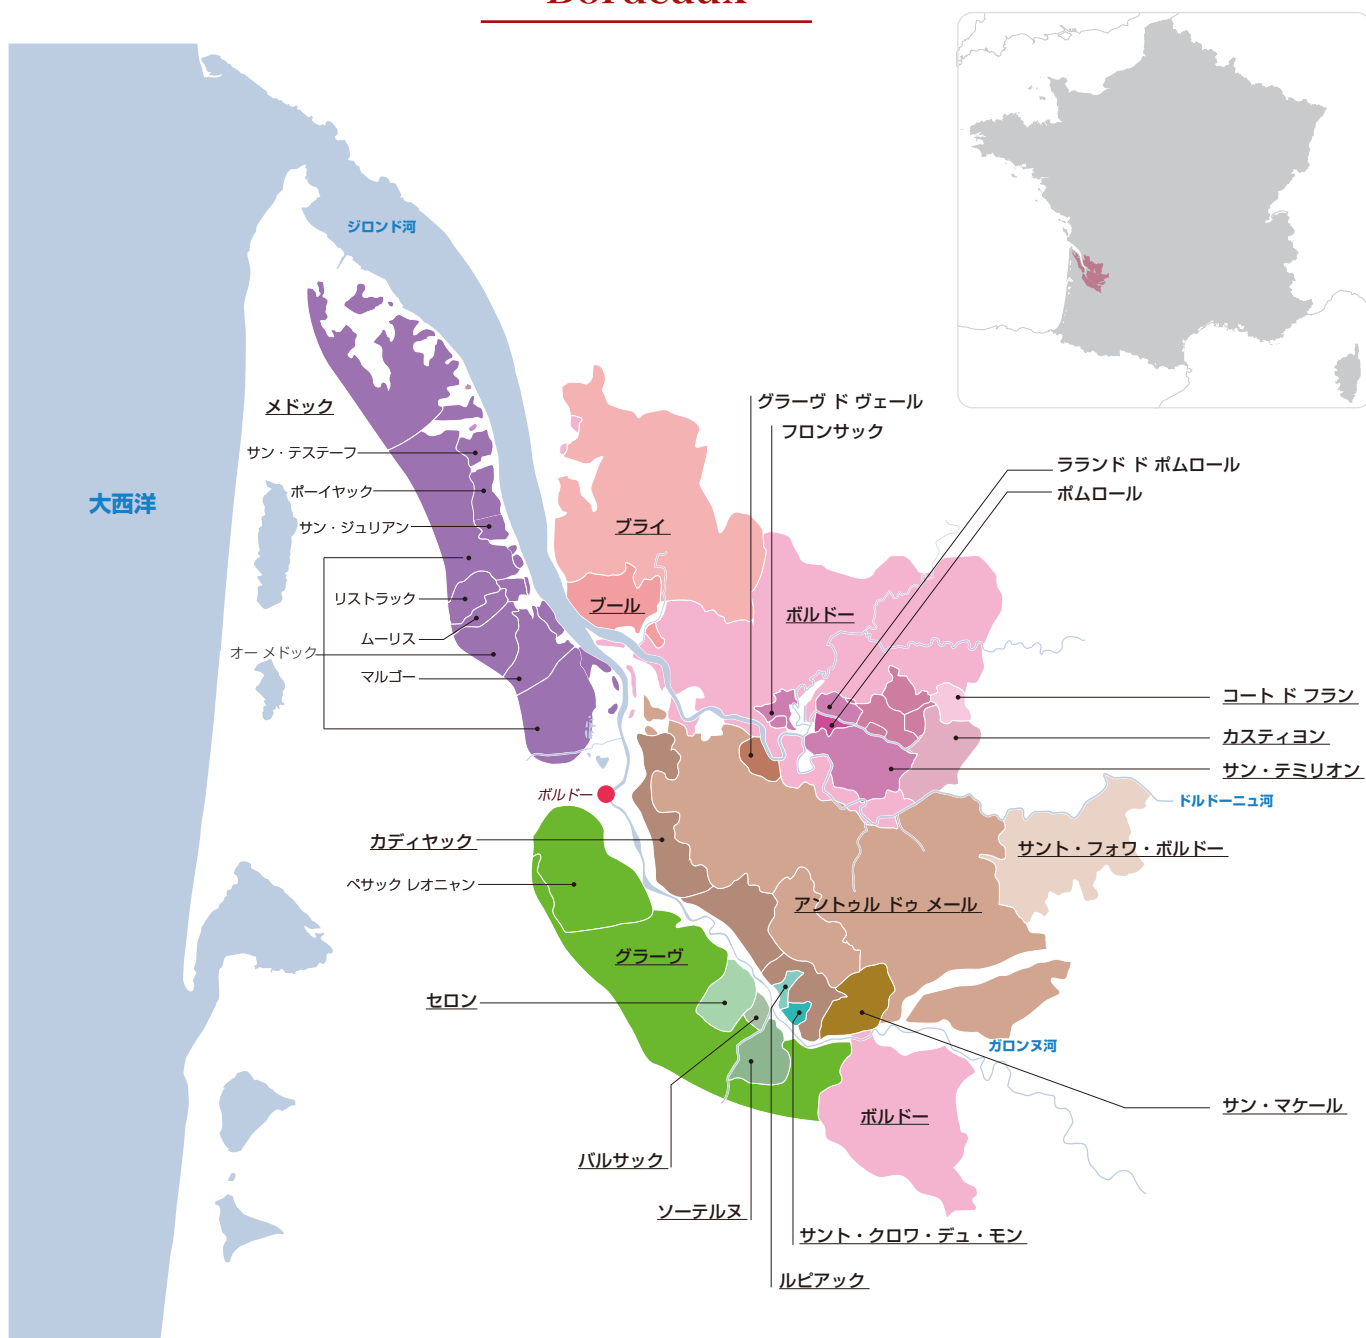 Bordeaux
ジロンド河
メドック
サン・テステーフ
ポーイヤック
大西洋
サン・ジュリアン
リストラック
ムーリス
オー メドック
マルゴー
グラーヴ ド ヴェール
フロンサック
ラランド ド ポムロール
ポムロール
ブライ
ブール
ボルドー
コート ド フラン
カスティヨン
サン・テミリオン
ボルドー
ドルドーニュ河
カディヤック
サント・フォワ・ボルドー
ペサック レオニャン
アントゥル ドゥ メール
グラーヴ
セロン
ガロンヌ河
サン・マケール
ボルドー
バルサック
ソーテルヌ
サント・クロワ・デュ・モン
ルピアック